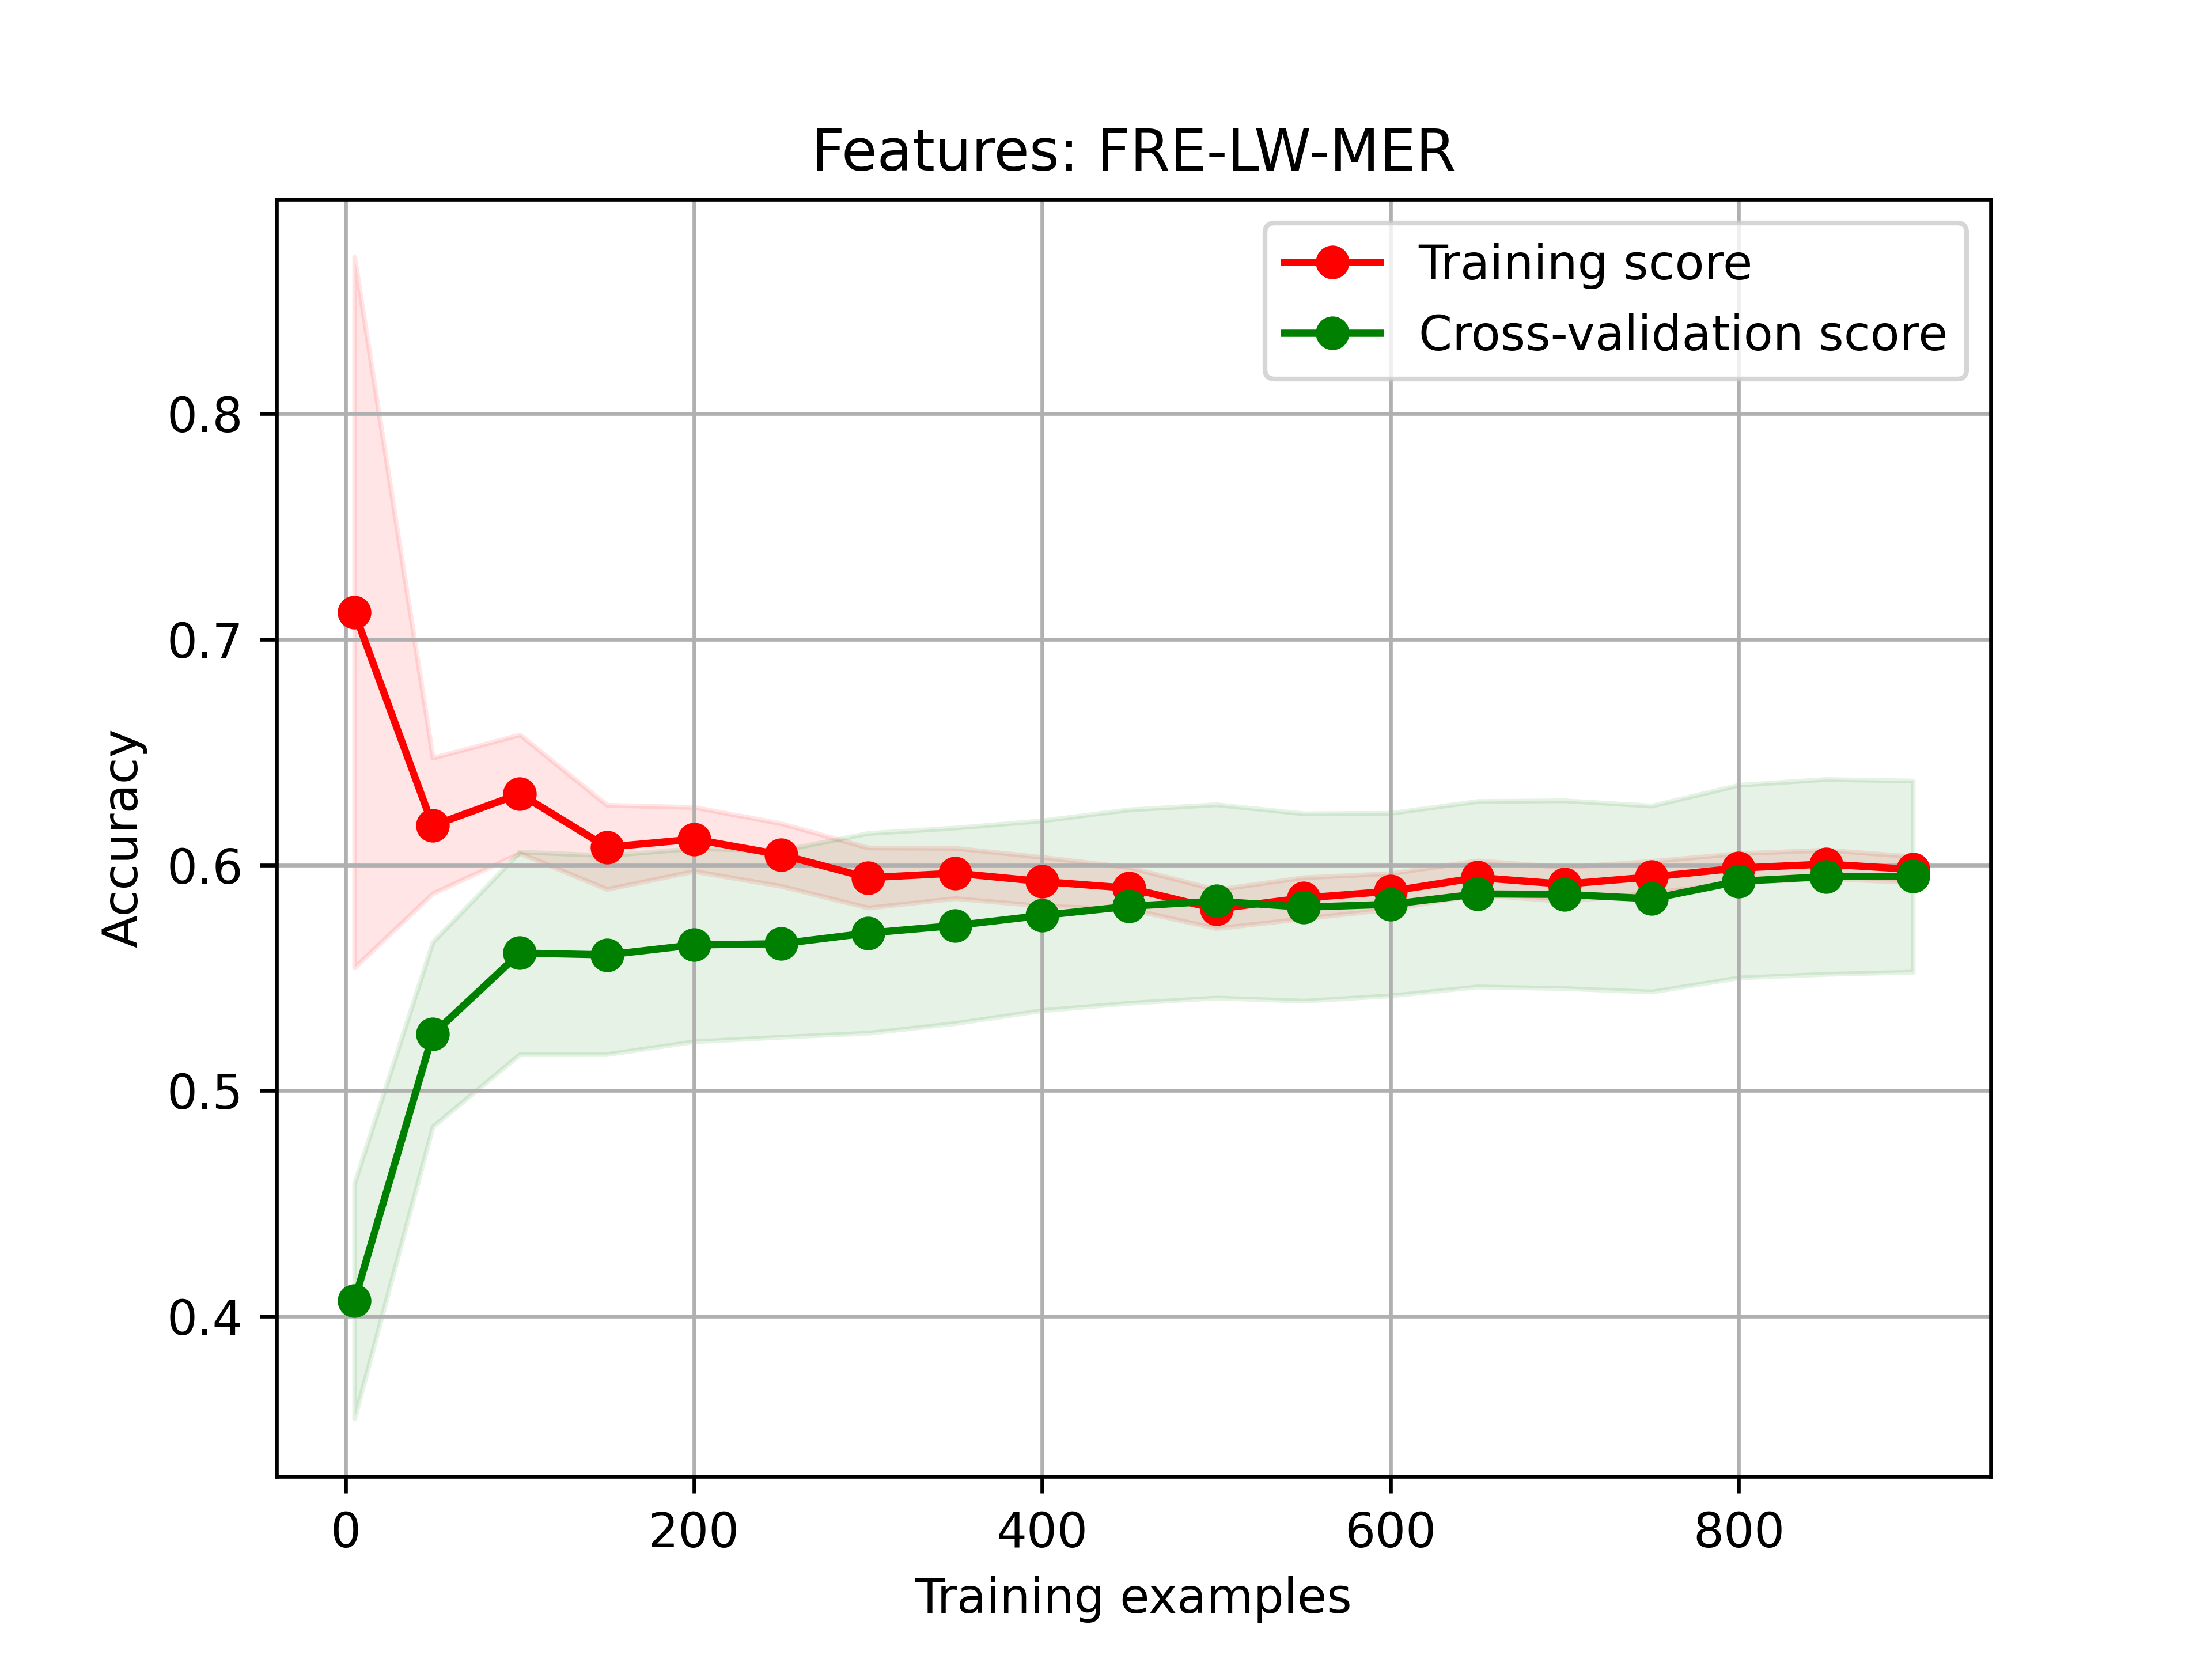 Features: FRE-LW-MER
Training score
Cross-validation score
Accuracy
0.8
0.7
0.6
0.5
0.4
0 200 400 600 800
Training examples